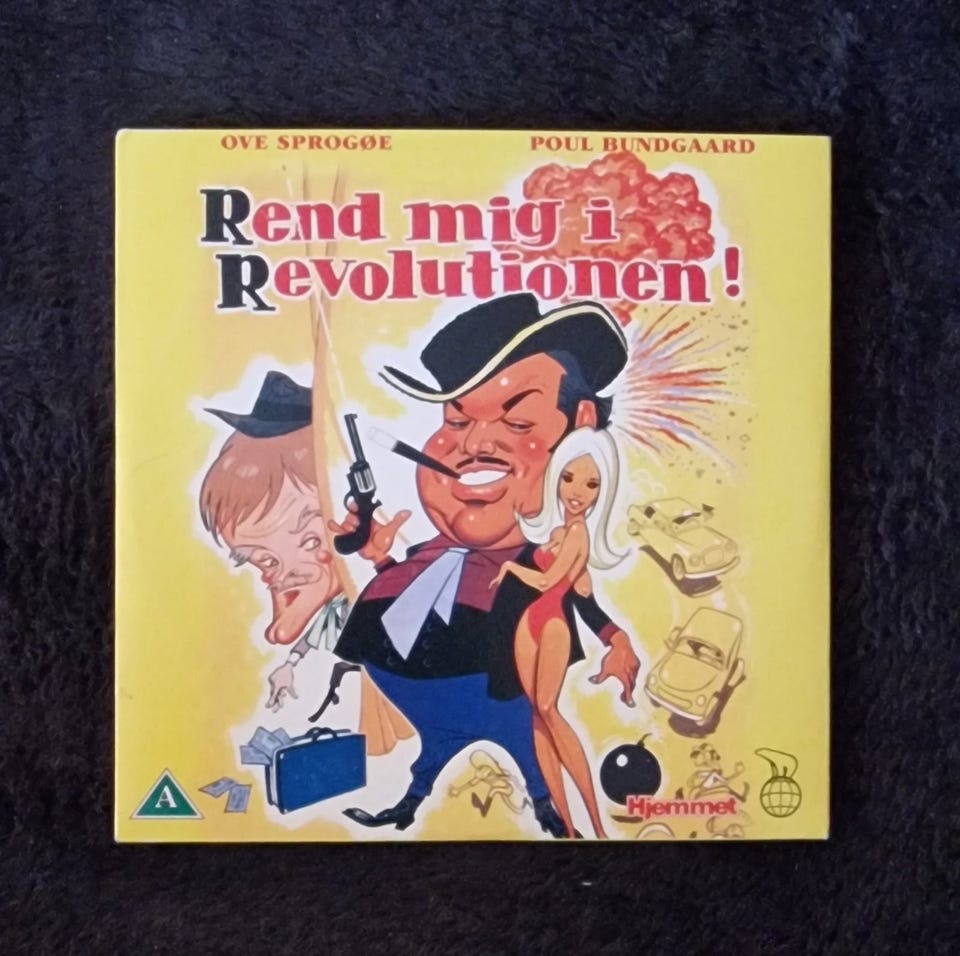 OVE SPROGØE
POUL BUNDGAARD
Rend mig i
Revolutionen!
A
Hjemmet